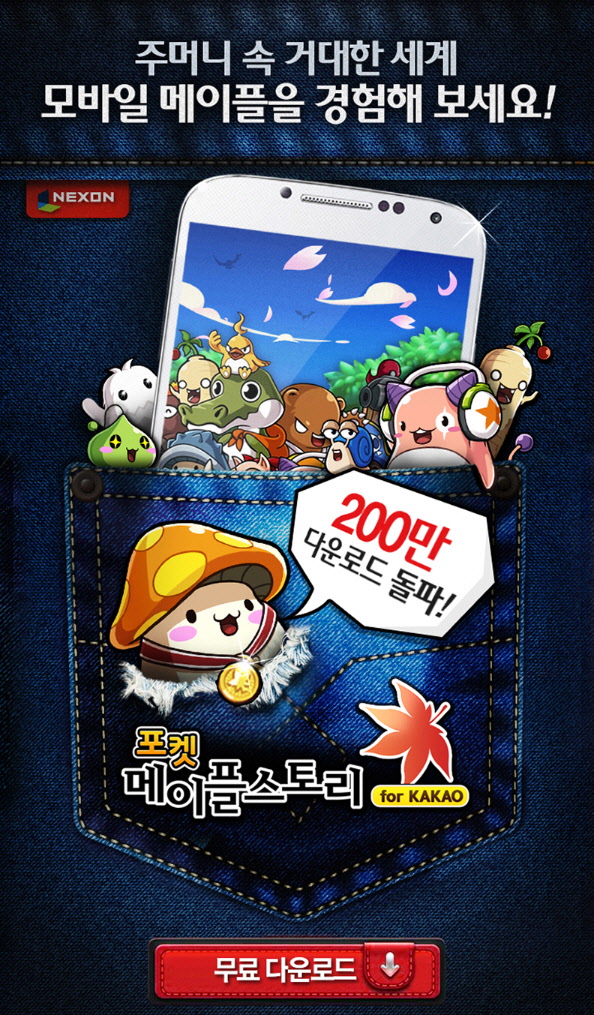 주머니 속 거대한 세계
모바일 메이플을 경험해 보세요!
NEXON
200만
다운로드 돌파!
포켓
메이플스토리
for KAKAO
무료 다운로드